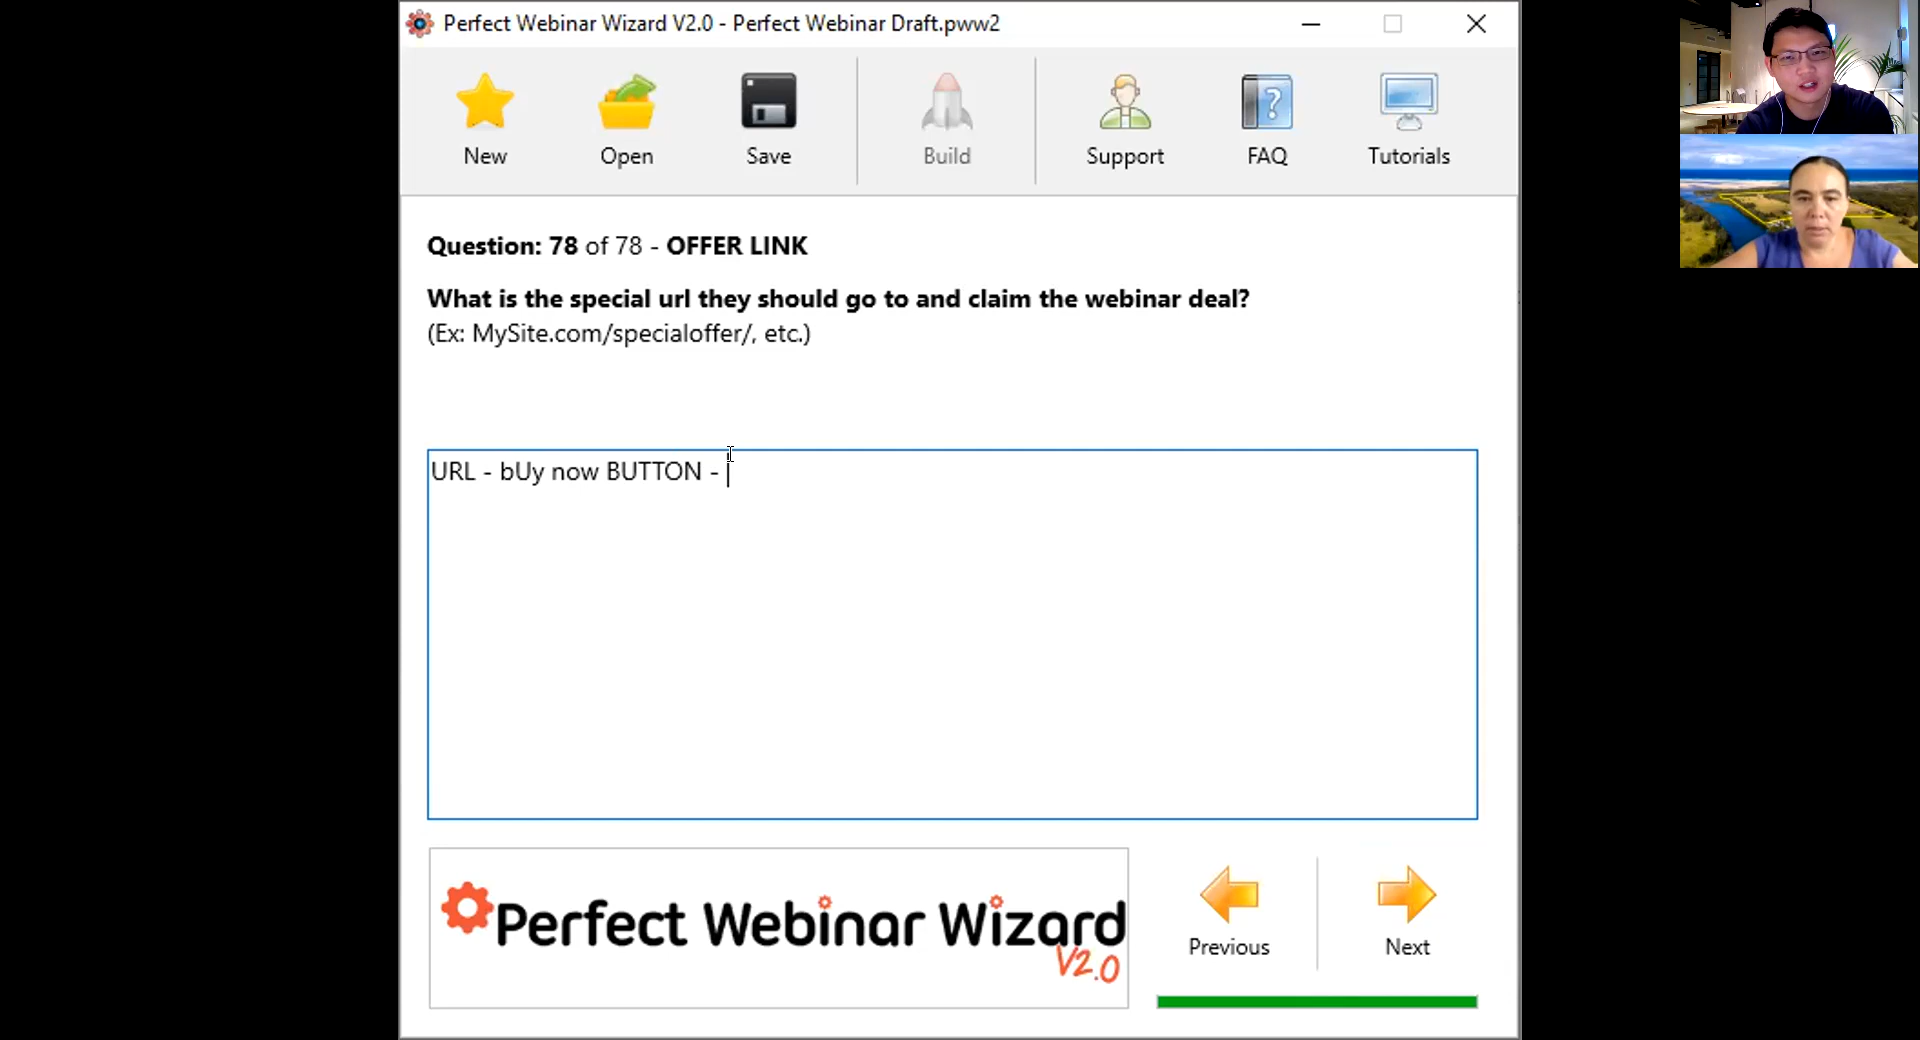 Perfect Webinar Wizard V2.0 - Perfect Webinar Draft.pww2
New Open Save Build Support FAQ Tutorials
Question: 78 of 78 - OFFER LINK
What is the special url they should go to and claim the webinar deal?
(Ex: MySite.com/specialoffer/, etc.)
URL - bUy now BUTTON -
Perfect Webinar Wizard
V2.0
Previous Next